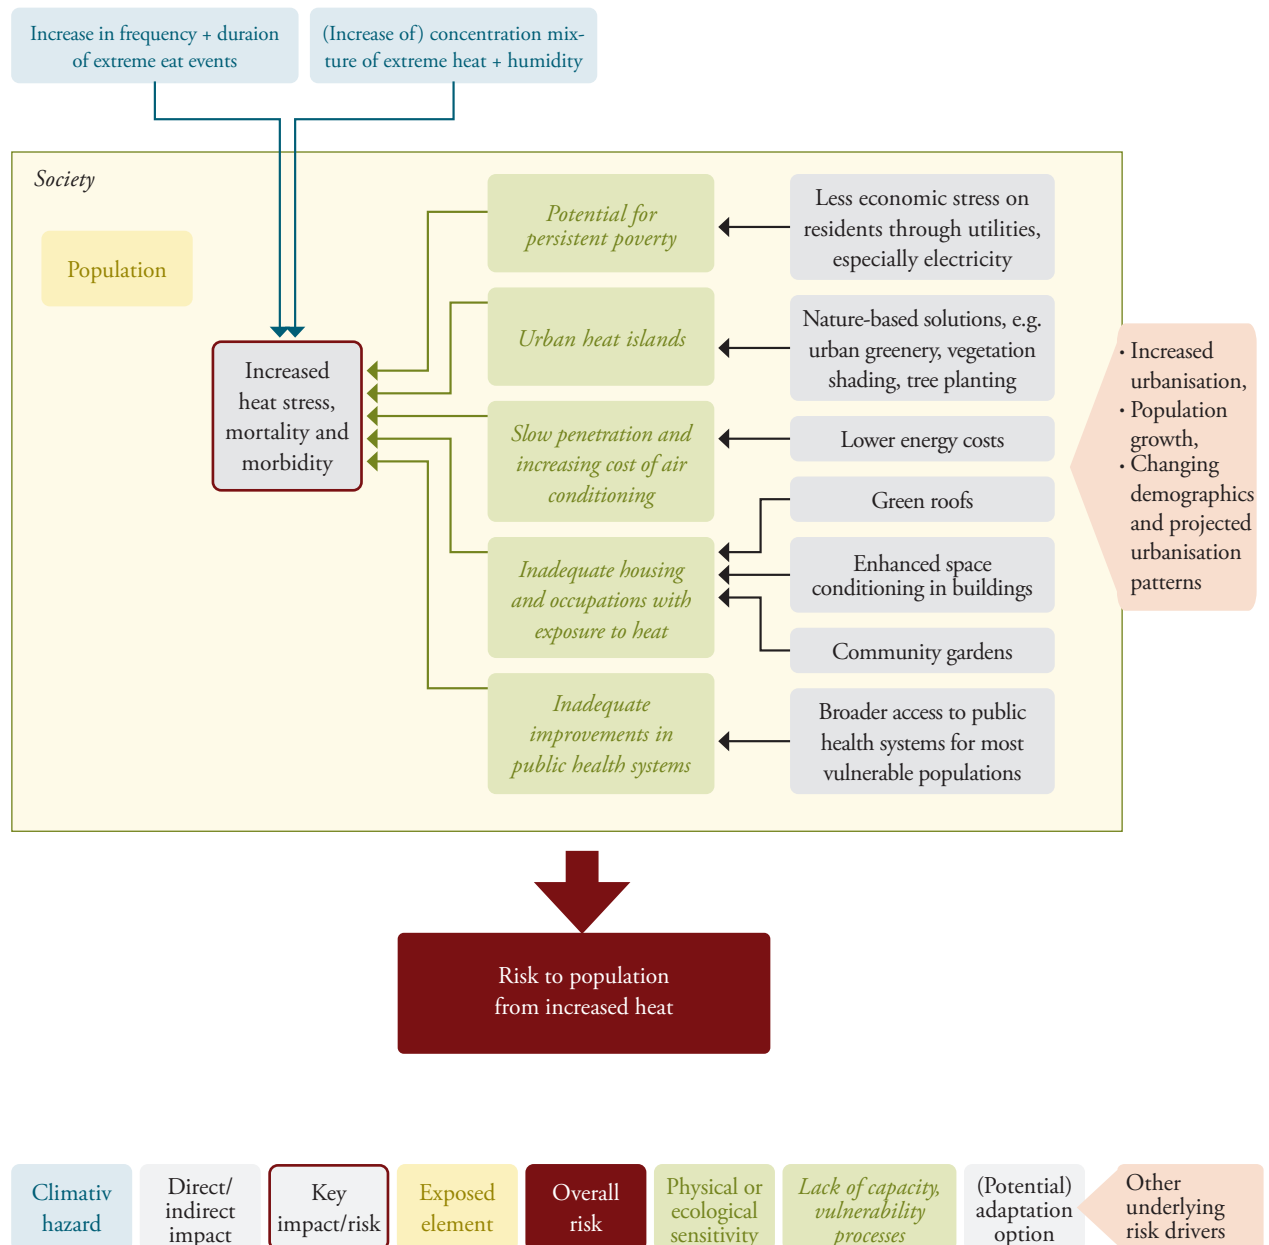 Increase in frequency + duraion
of extreme eat events
(Increase of) concentration mix-
ture of extreme heat + humidity
Society
Population
Increased
heat stress,
mortality and
morbidity
Potential for
persistent poverty
Urban heat islands
Slow penetration and
increasing cost of air
conditioning
Inadequate housing
and occupations with
exposure to heat
Inadequate
improvements in
public health systems
Less economic stress on
residents through utilities,
especially electricity
Nature-based solutions, e.g.
urban greenery, vegetation
shading, tree planting
Lower energy costs
Green roofs
Enhanced space
conditioning in buildings
Community gardens
Broader access to public
health systems for most
vulnerable populations
· Increased
urbanisation,
· Population
growth,
· Changing
demographics
and projected
urbanisation
patterns
Risk to population
from increased heat
Climativ
hazard
Direct/
indirect
impact
Key
impact/risk
Exposed
element
Overall
risk
Physical or
ecological
sensitivity
Lack of capacity,
vulnerability
processes
(Potential)
adaptation
option
Other
underlying
risk drivers